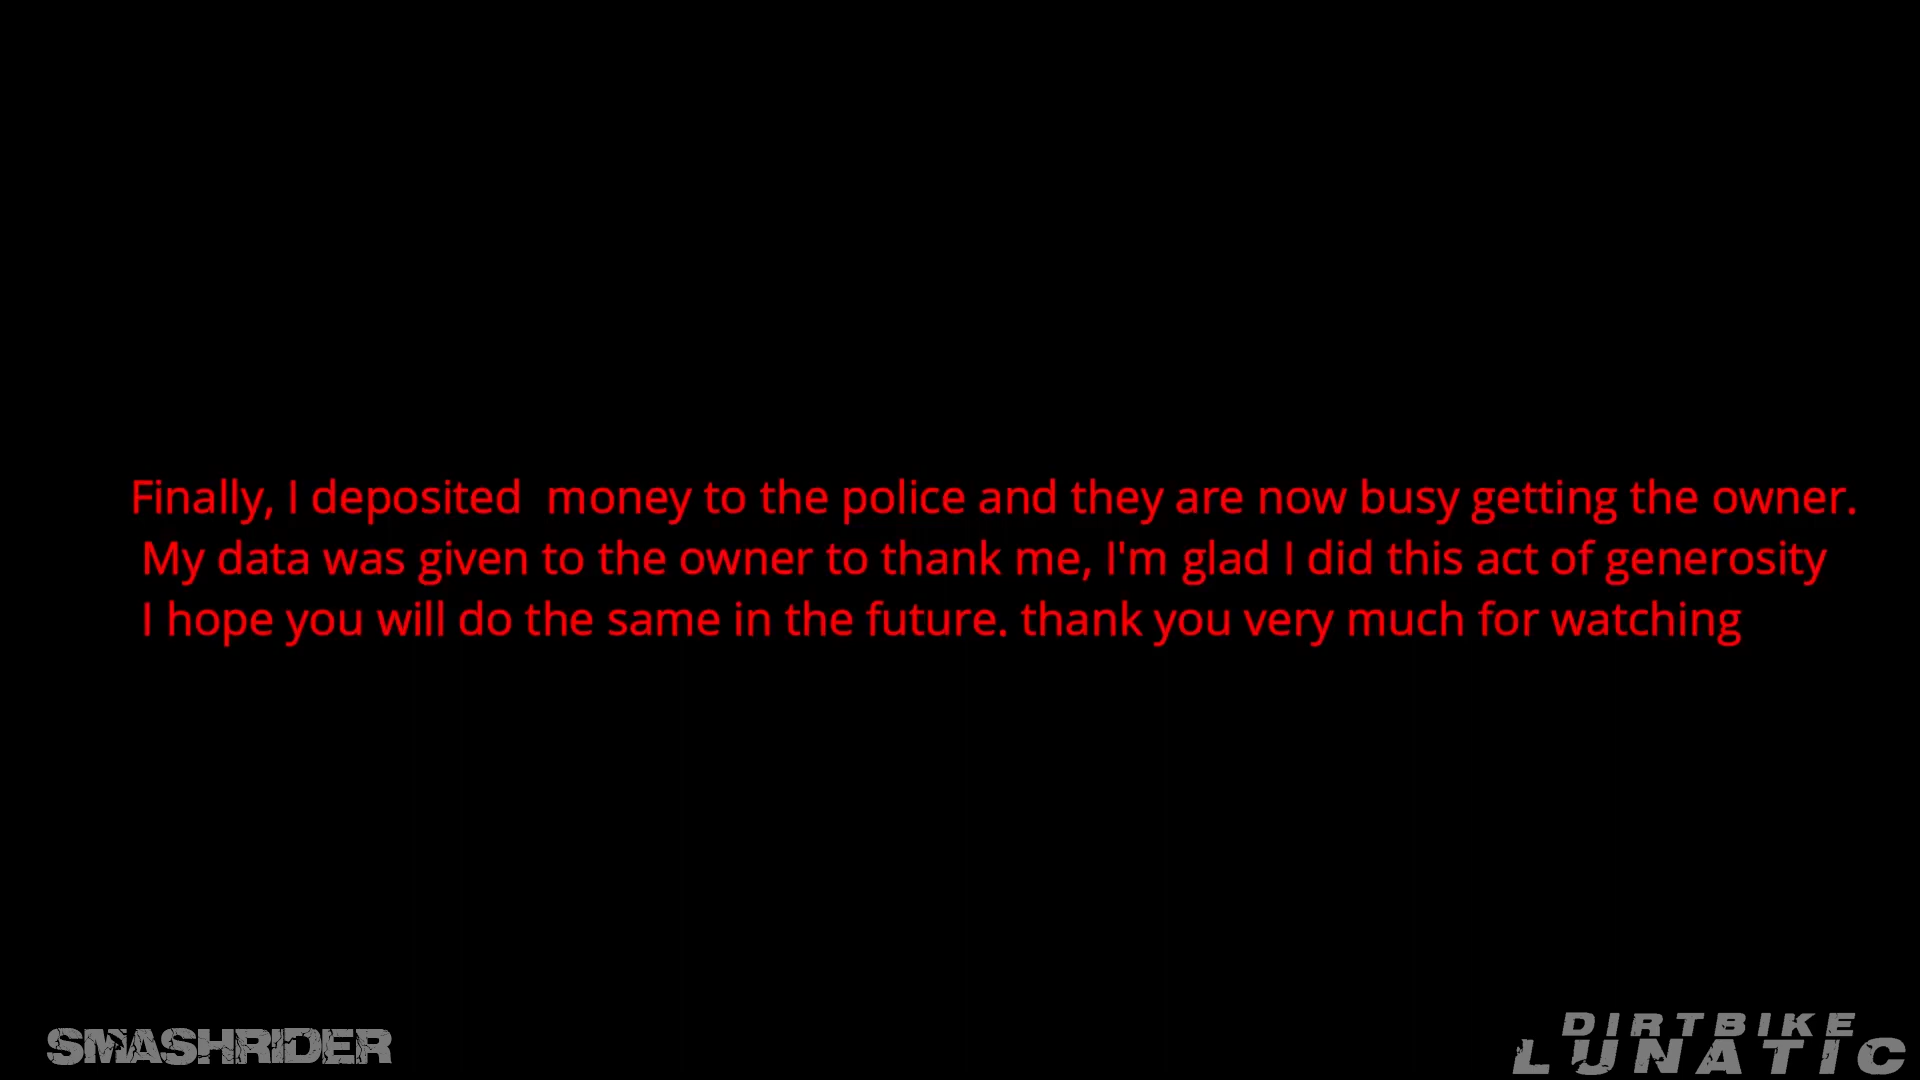 Finally, I deposited  money to the police and they are now busy getting the owner.
My data was given to the owner to thank me, I'm glad I did this act of generosity
I hope you will do the same in the future. thank you very much for watching
SMASHRIDER
DIRTBIKE
LUNATIC